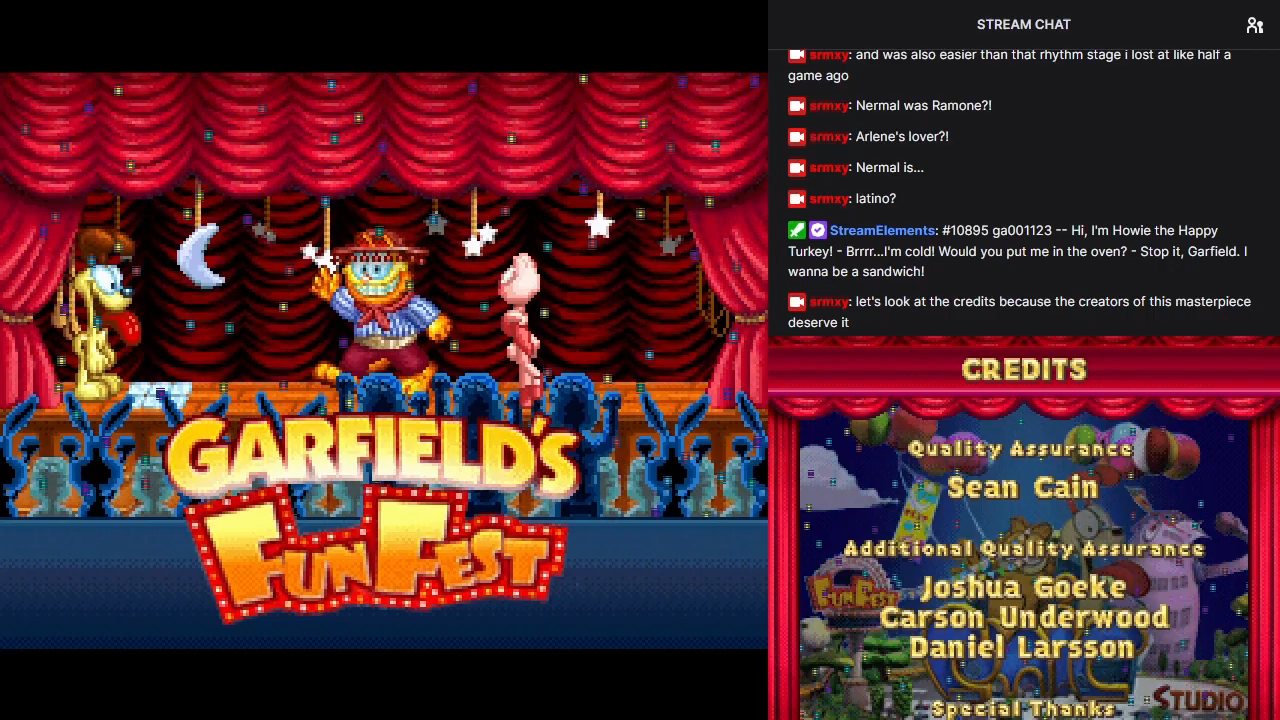 GARFIELD'S
FUNFEST
STREAM CHAT
srmxy: and was also easier than that rhythm stage i lost at like half a
game ago
srmxy: Nermal was Ramone?!
srmxy: Arlene's lover?!
srmxy: Nermal is...
srmxy: latino?
StreamElements: #10895 ga001123 -- Hi, I'm Howie the Happy
Turkey! - Brrrr...I'm cold! Would you put me in the oven? - Stop it, Garfield. I
wanna be a sandwich!
srmxy: let's look at the credits because the creators of this masterpiece
deserve it
CREDITS
Quality Assurance
Sean Cain
Additional Quality Assurance
Joshua Goeke
Carson Underwood
Daniel Larsson
FUNFEST
STUDIO
Special Thanks